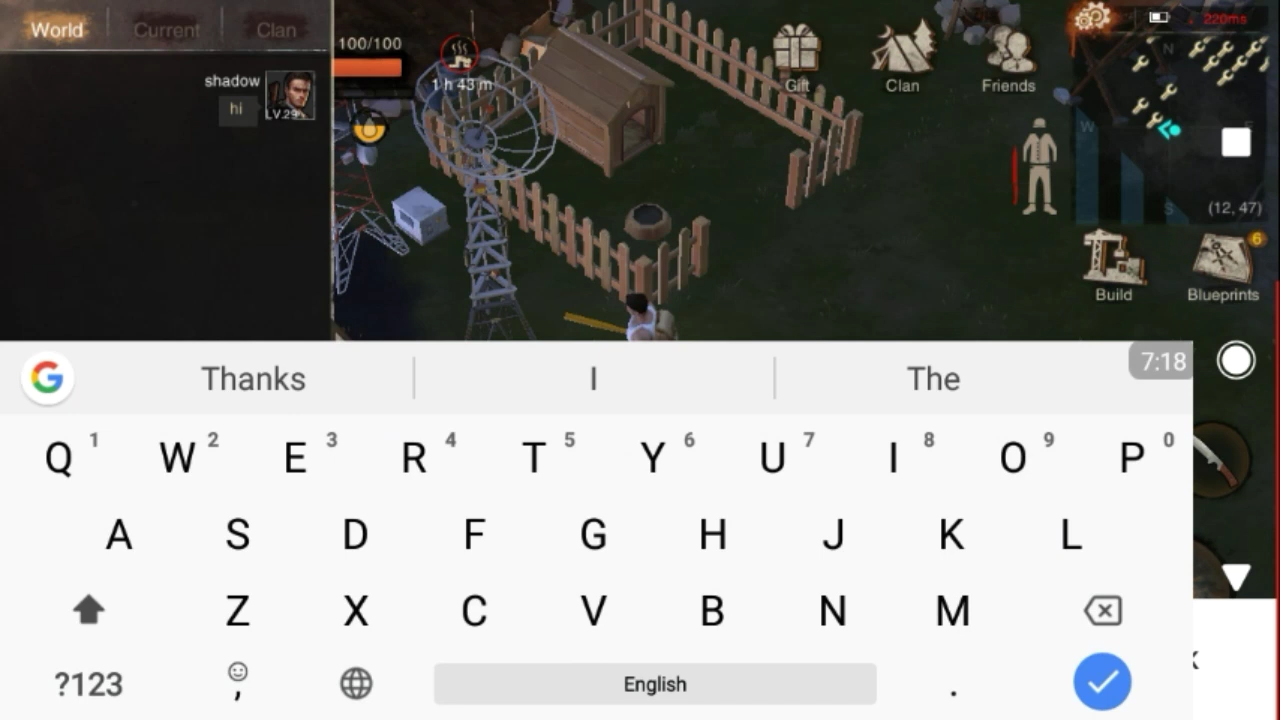 World Current Clan
shadow
hi
LV.29
100/100
1 h 43 m
Gift
Clan
Friends
220ms
N
W
E
S
(12, 47)
Build
6
Blueprints
Thanks I The
7:18
Q 1 W 2 E 3 R 4 T 5 Y 6 U 7 I 8 O 9 P 0
A S D F G H J K L
Z X C V B N M
?123 , English .